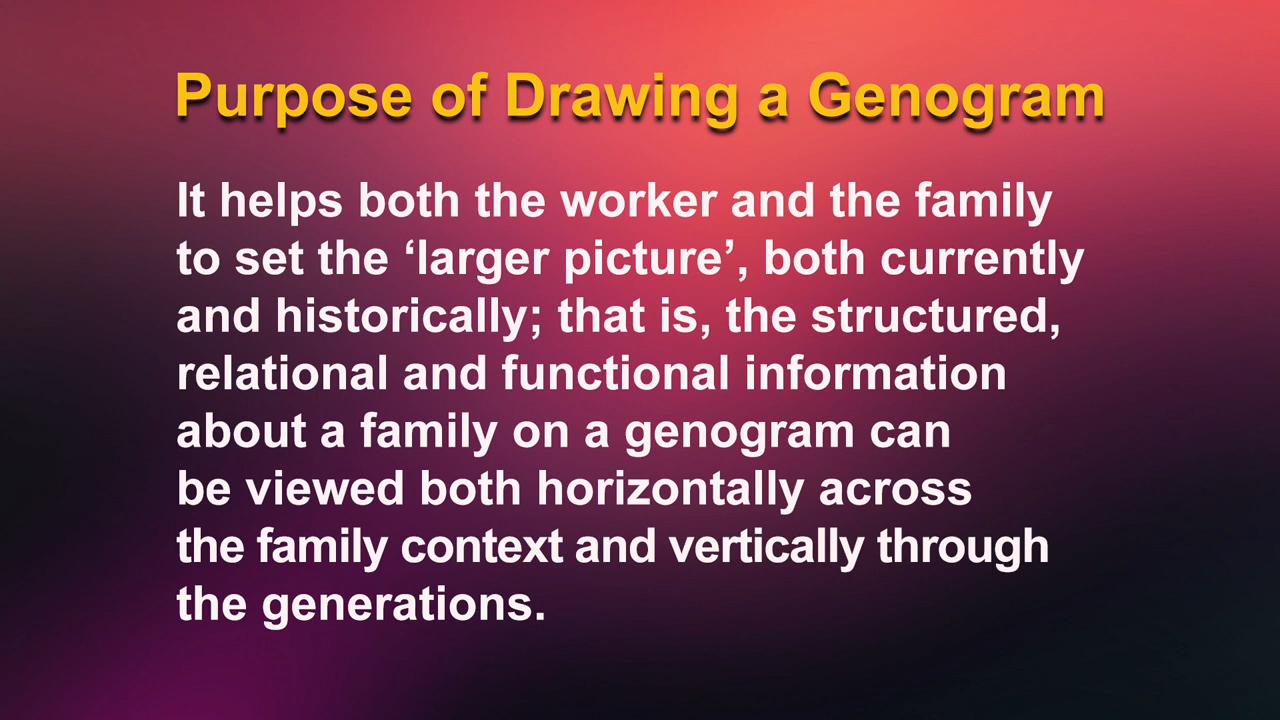 Purpose of Drawing a Genogram
It helps both the worker and the family
to set the ‘larger picture’, both currently
and historically; that is, the structured,
relational and functional information
about a family on a genogram can
be viewed both horizontally across
the family context and vertically through
the generations.